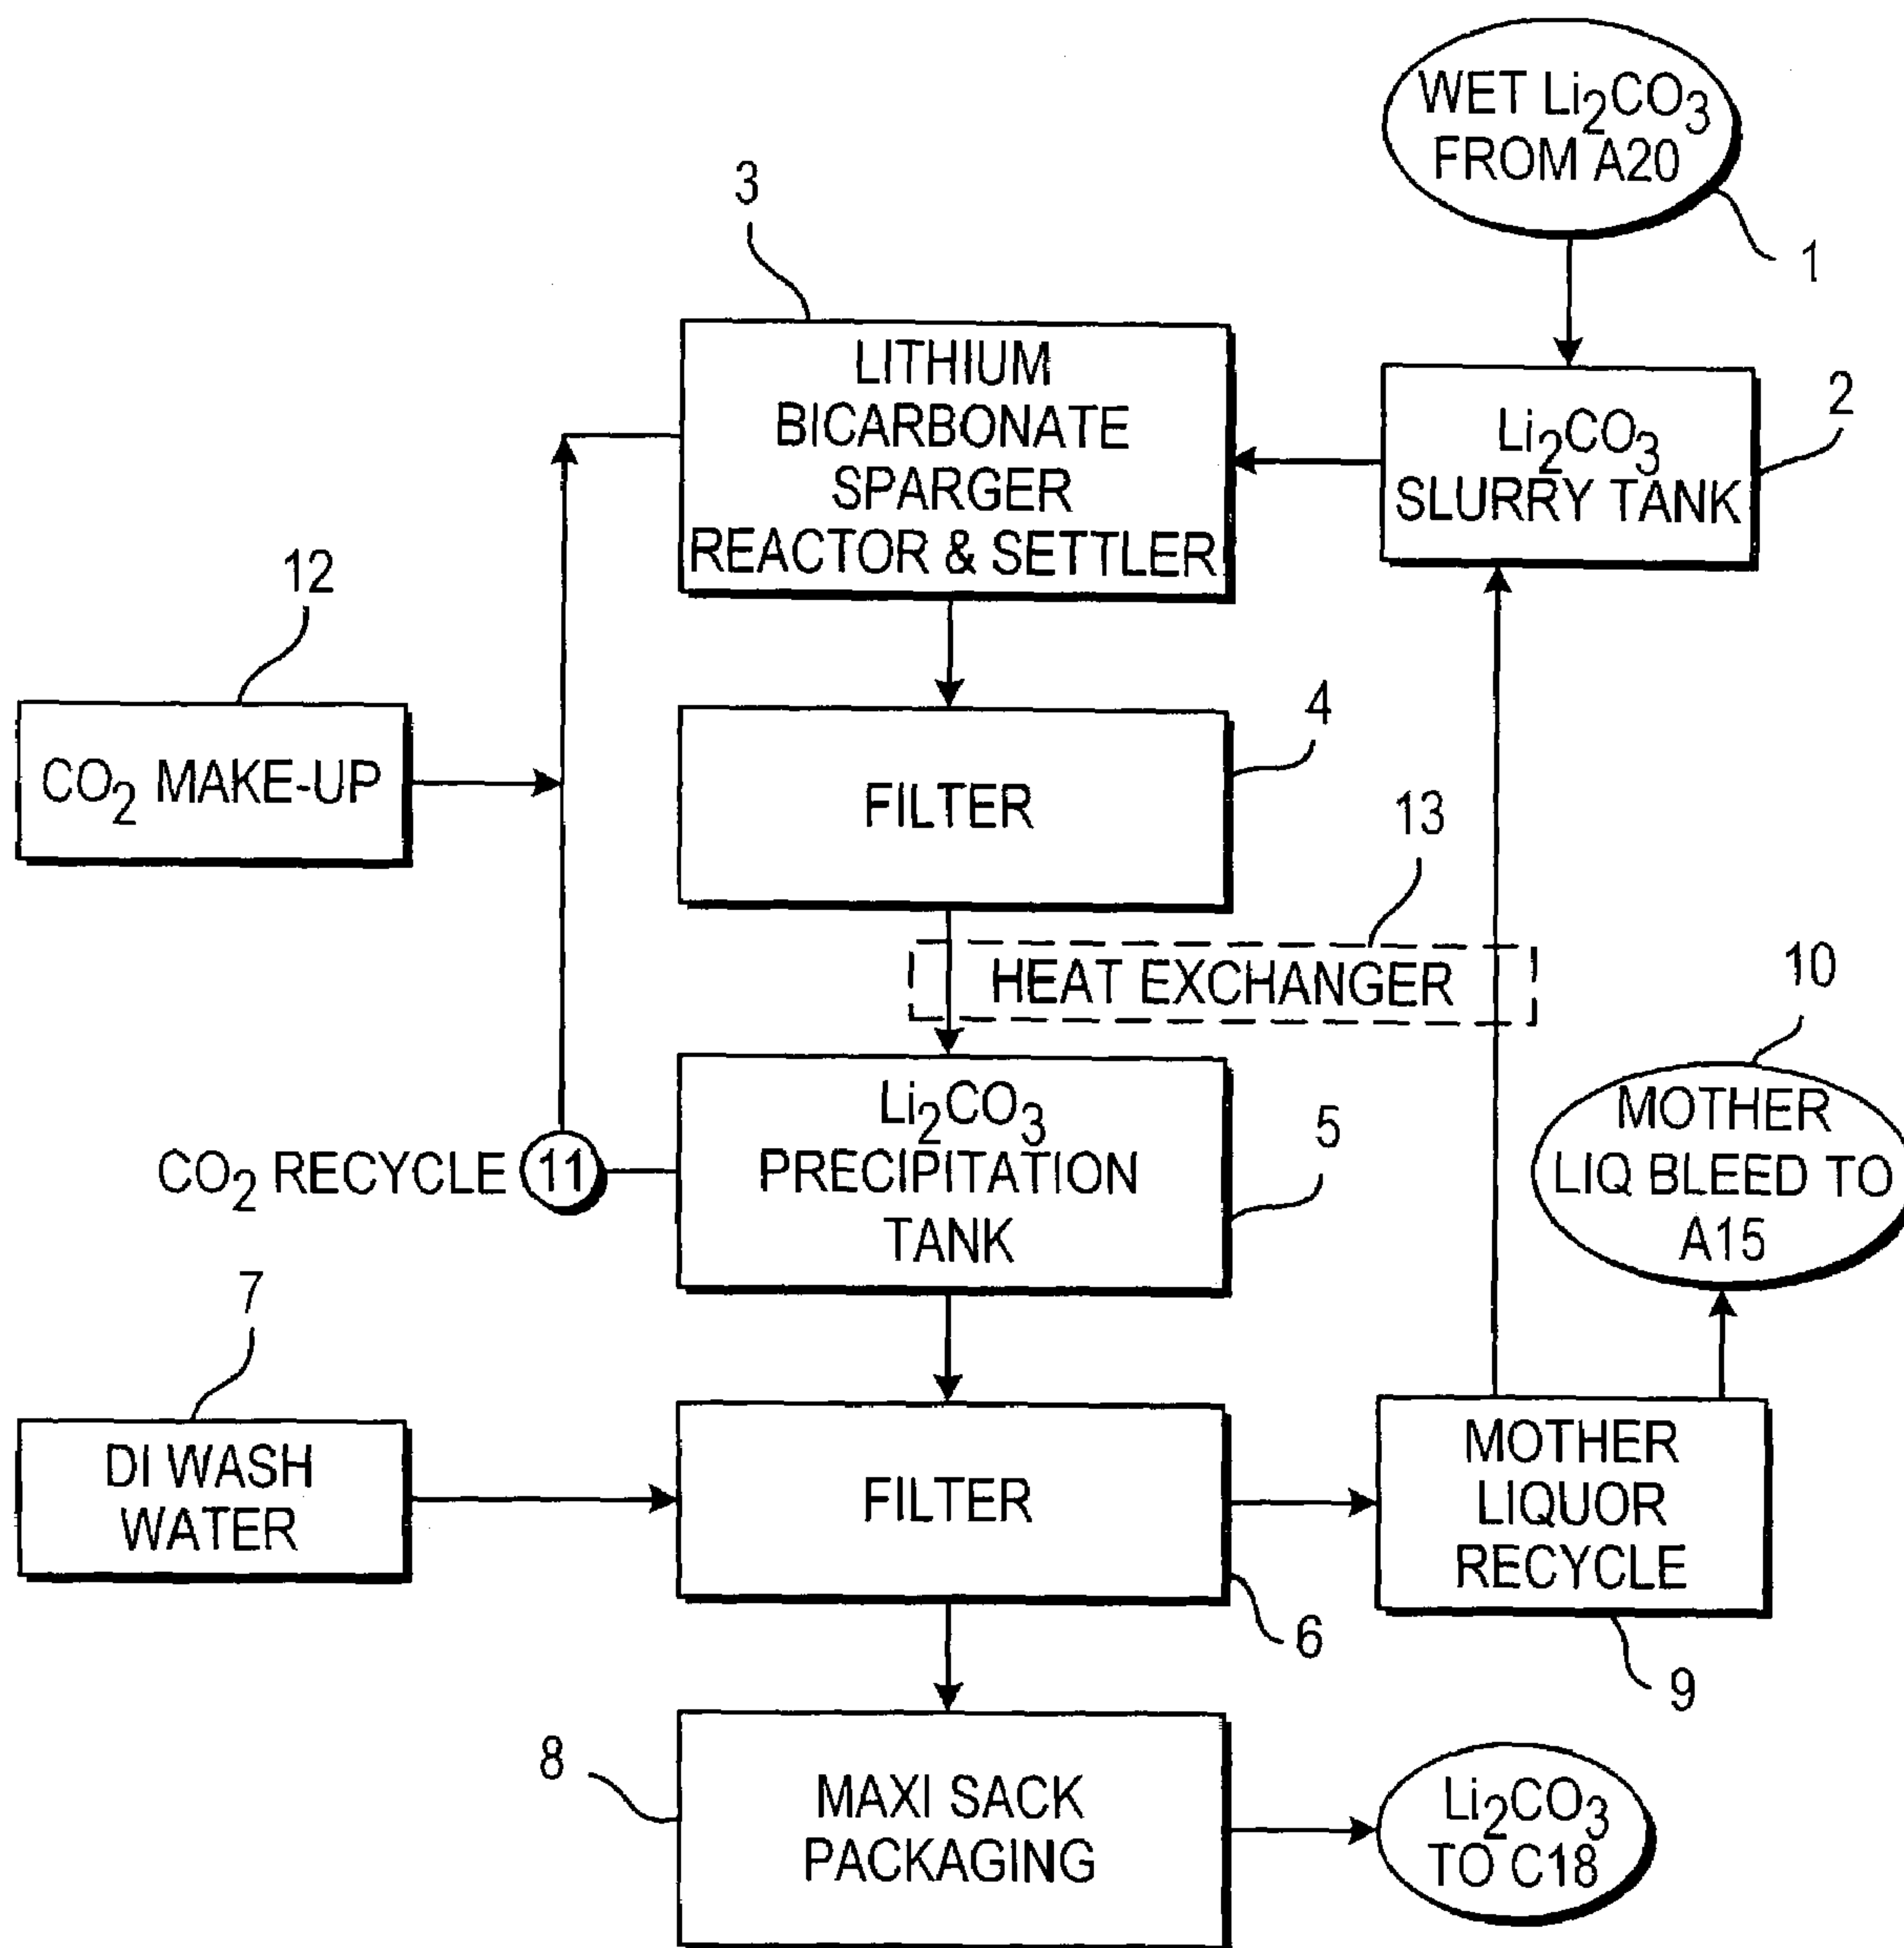 WET Li2CO3
FROM A20
1
3
LITHIUM
BICARBONATE
SPARGER
REACTOR & SETTLER
2
Li2CO3
SLURRY TANK
12
CO2 MAKE-UP
4
FILTER
13
HEAT EXCHANGER
10
MOTHER
LIQ BLEED TO
A15
Li2CO3
PRECIPITATION
TANK
5
CO2 RECYCLE 11
7
DI WASH
WATER
FILTER
6
MOTHER
LIQUOR
RECYCLE
9
8
MAXI SACK
PACKAGING
Li2CO3
TO C18